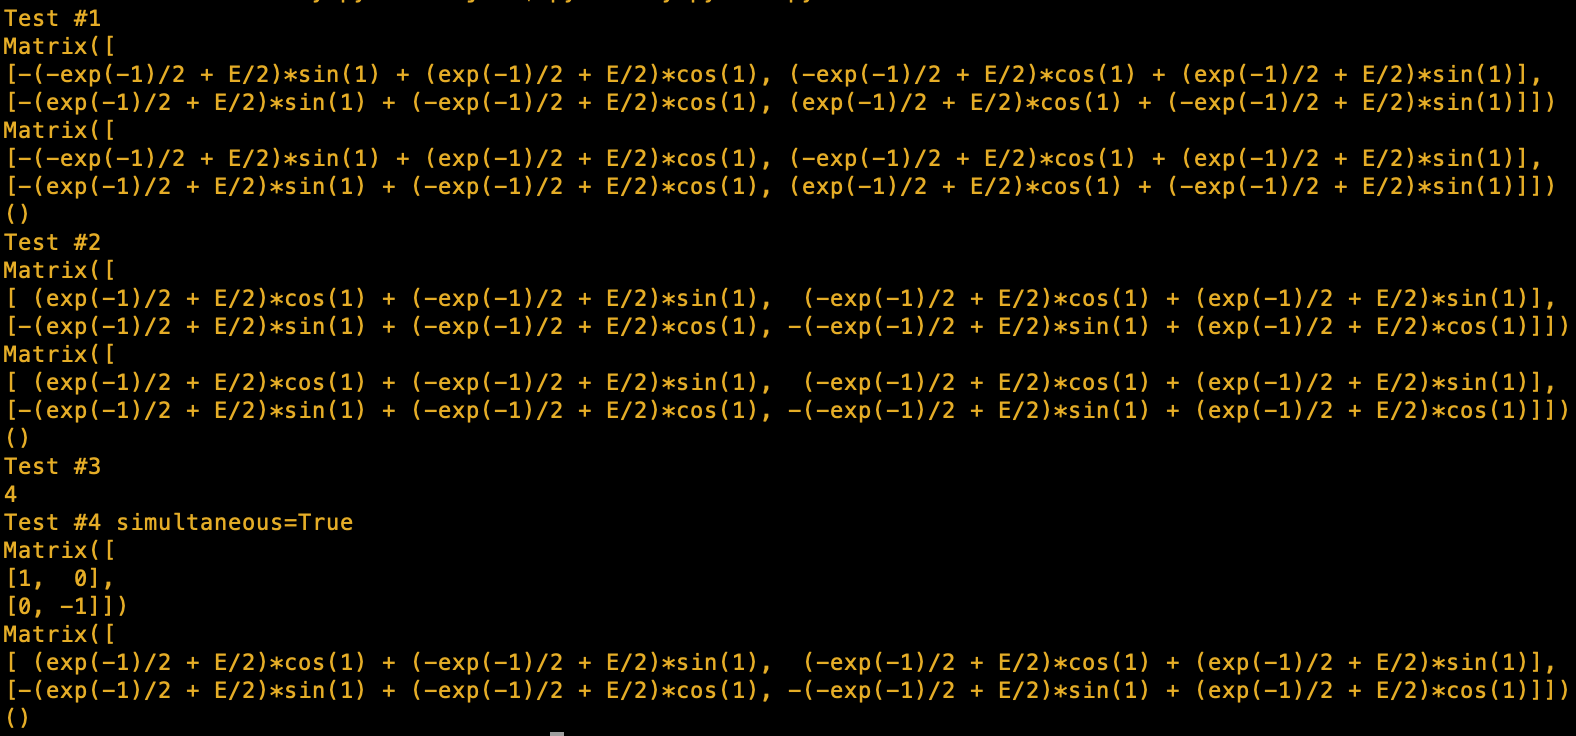 Test #1
Matrix([
[-(-exp(-1)/2 + E/2)*sin(1) + (exp(-1)/2 + E/2)*cos(1), (-exp(-1)/2 + E/2)*cos(1) + (exp(-1)/2 + E/2)*sin(1)],
[-(exp(-1)/2 + E/2)*sin(1) + (-exp(-1)/2 + E/2)*cos(1), (exp(-1)/2 + E/2)*cos(1) + (-exp(-1)/2 + E/2)*sin(1)]])
Matrix([
[-(-exp(-1)/2 + E/2)*sin(1) + (exp(-1)/2 + E/2)*cos(1), (-exp(-1)/2 + E/2)*cos(1) + (exp(-1)/2 + E/2)*sin(1)],
[-(exp(-1)/2 + E/2)*sin(1) + (-exp(-1)/2 + E/2)*cos(1), (exp(-1)/2 + E/2)*cos(1) + (-exp(-1)/2 + E/2)*sin(1)]])
()
Test #2
Matrix([
[ (exp(-1)/2 + E/2)*cos(1) + (-exp(-1)/2 + E/2)*sin(1),  (-exp(-1)/2 + E/2)*cos(1) + (exp(-1)/2 + E/2)*sin(1)],
[-(exp(-1)/2 + E/2)*sin(1) + (-exp(-1)/2 + E/2)*cos(1), -(-exp(-1)/2 + E/2)*sin(1) + (exp(-1)/2 + E/2)*cos(1)]])
Matrix([
[ (exp(-1)/2 + E/2)*cos(1) + (-exp(-1)/2 + E/2)*sin(1),  (-exp(-1)/2 + E/2)*cos(1) + (exp(-1)/2 + E/2)*sin(1)],
[-(exp(-1)/2 + E/2)*sin(1) + (-exp(-1)/2 + E/2)*cos(1), -(-exp(-1)/2 + E/2)*sin(1) + (exp(-1)/2 + E/2)*cos(1)]])
()
Test #3
4
Test #4 simultaneous=True
Matrix([
[1,  0],
[0, -1]])
Matrix([
[ (exp(-1)/2 + E/2)*cos(1) + (-exp(-1)/2 + E/2)*sin(1),  (-exp(-1)/2 + E/2)*cos(1) + (exp(-1)/2 + E/2)*sin(1)],
[-(exp(-1)/2 + E/2)*sin(1) + (-exp(-1)/2 + E/2)*cos(1), -(-exp(-1)/2 + E/2)*sin(1) + (exp(-1)/2 + E/2)*cos(1)]])
()